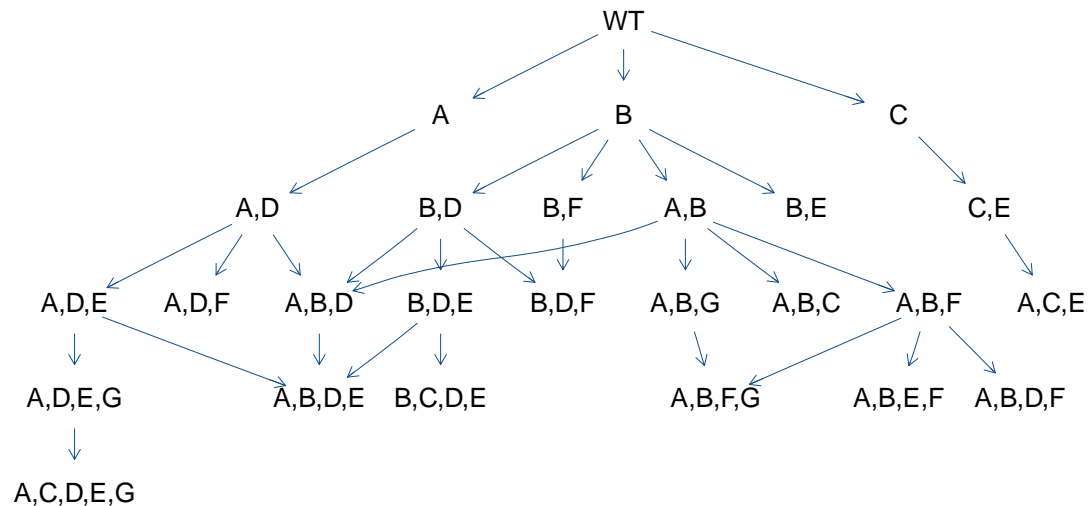 WT
A
B
C
A,D
B,D
B,F
A,B
B,E
C,E
A,D,E
A,D,F
A,B,D
B,D,E
B,D,F
A,B,G
A,B,C
A,B,F
A,C,E
A,D,E,G
A,B,D,E
B,C,D,E
A,B,F,G
A,B,E,F
A,B,D,F
A,C,D,E,G